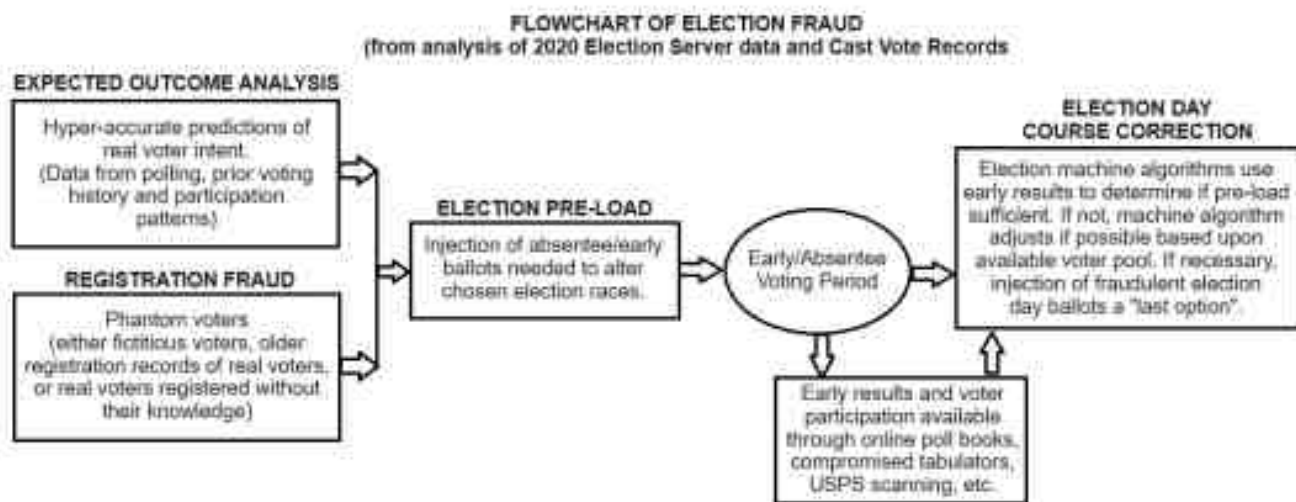 FLOWCHART OF ELECTION FRAUD
(from analysis of 2020 Election Server data and Cast Vote Records
EXPECTED OUTCOME ANALYSIS
Hyper-accurate predictions of
real voter intent.
(Data from polling, prior voting
history and participation
patterns)
REGISTRATION FRAUD
Phantom voters
(either fictitious voters, older
registration records of real voters,
or real voters registered without
their knowledge)
ELECTION PRE-LOAD
Injection of absentee/early
ballots needed to alter
chosen election races.
Early/Absentee
Voting Period
Early results and voter
participation available
through online poll books,
compromised tabulators,
USPS scanning, etc.
ELECTION DAY
COURSE CORRECTION
Election machine algorithms use
early results to determine if pre-load
sufficient. If not, machine algorithm
adjusts if possible based upon
available voter pool. If necessary,
injection of fraudulent election
day ballots a "last option".